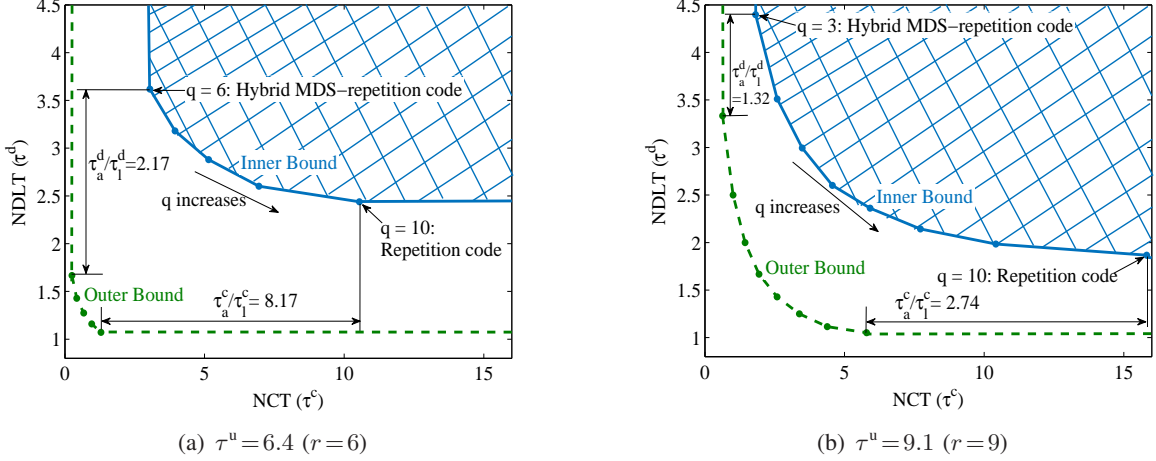 4.5
4
3.5
3
2.5
2
1.5
1
NDLT (τ^d)
q = 6: Hybrid MDS−repetition code
τ_a^d/τ_l^d=2.17
Inner Bound
q increases
q = 10:
Repetition code
Outer Bound
τ_a^c/τ_l^c= 8.17
0 5 10 15
NCT (τ^c)
(a) τ^u = 6.4 (r = 6)
4.5
4
3.5
3
2.5
2
1.5
1
NDLT (τ^d)
q = 3: Hybrid MDS−repetition code
τ_a^d/τ_l^d
=1.32
Inner Bound
q increases
Outer Bound
q = 10: Repetition code
τ_a^c/τ_l^c= 2.74
0 5 10 15
NCT (τ^c)
(b) τ^u = 9.1 (r = 9)